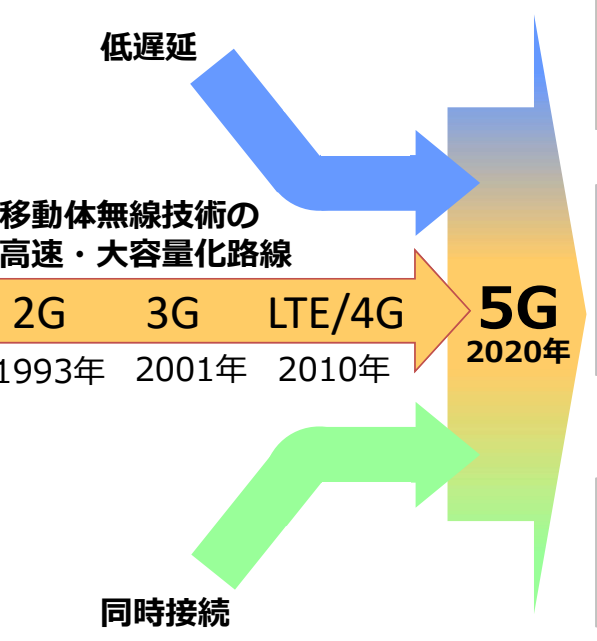 低遅延
移動体無線技術の
高速・大容量化路線
2G 3G LTE/4G 5G
1993年 2001年 2010年 2020年
同時接続